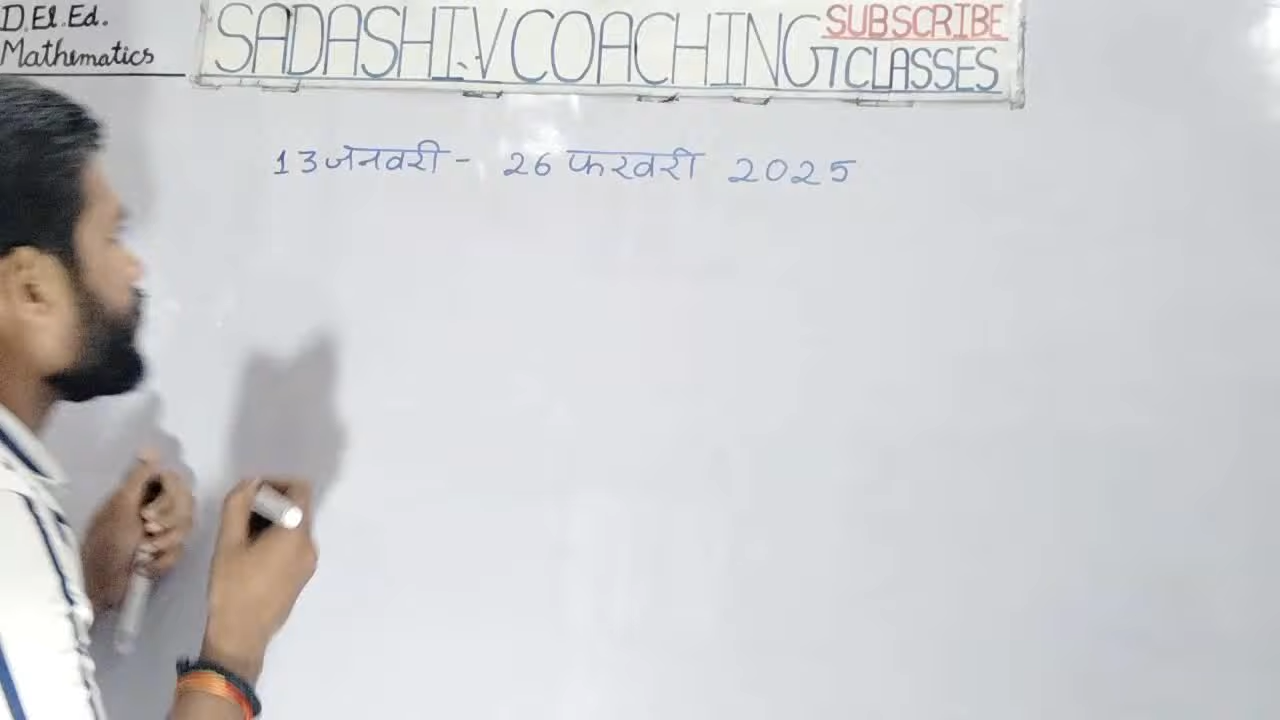 D.El.Ed.
Mathematics
SADASHIV COACHING CLASSES
SUBSCRIBE
13 जनवरी - 26 फरवरी 2025